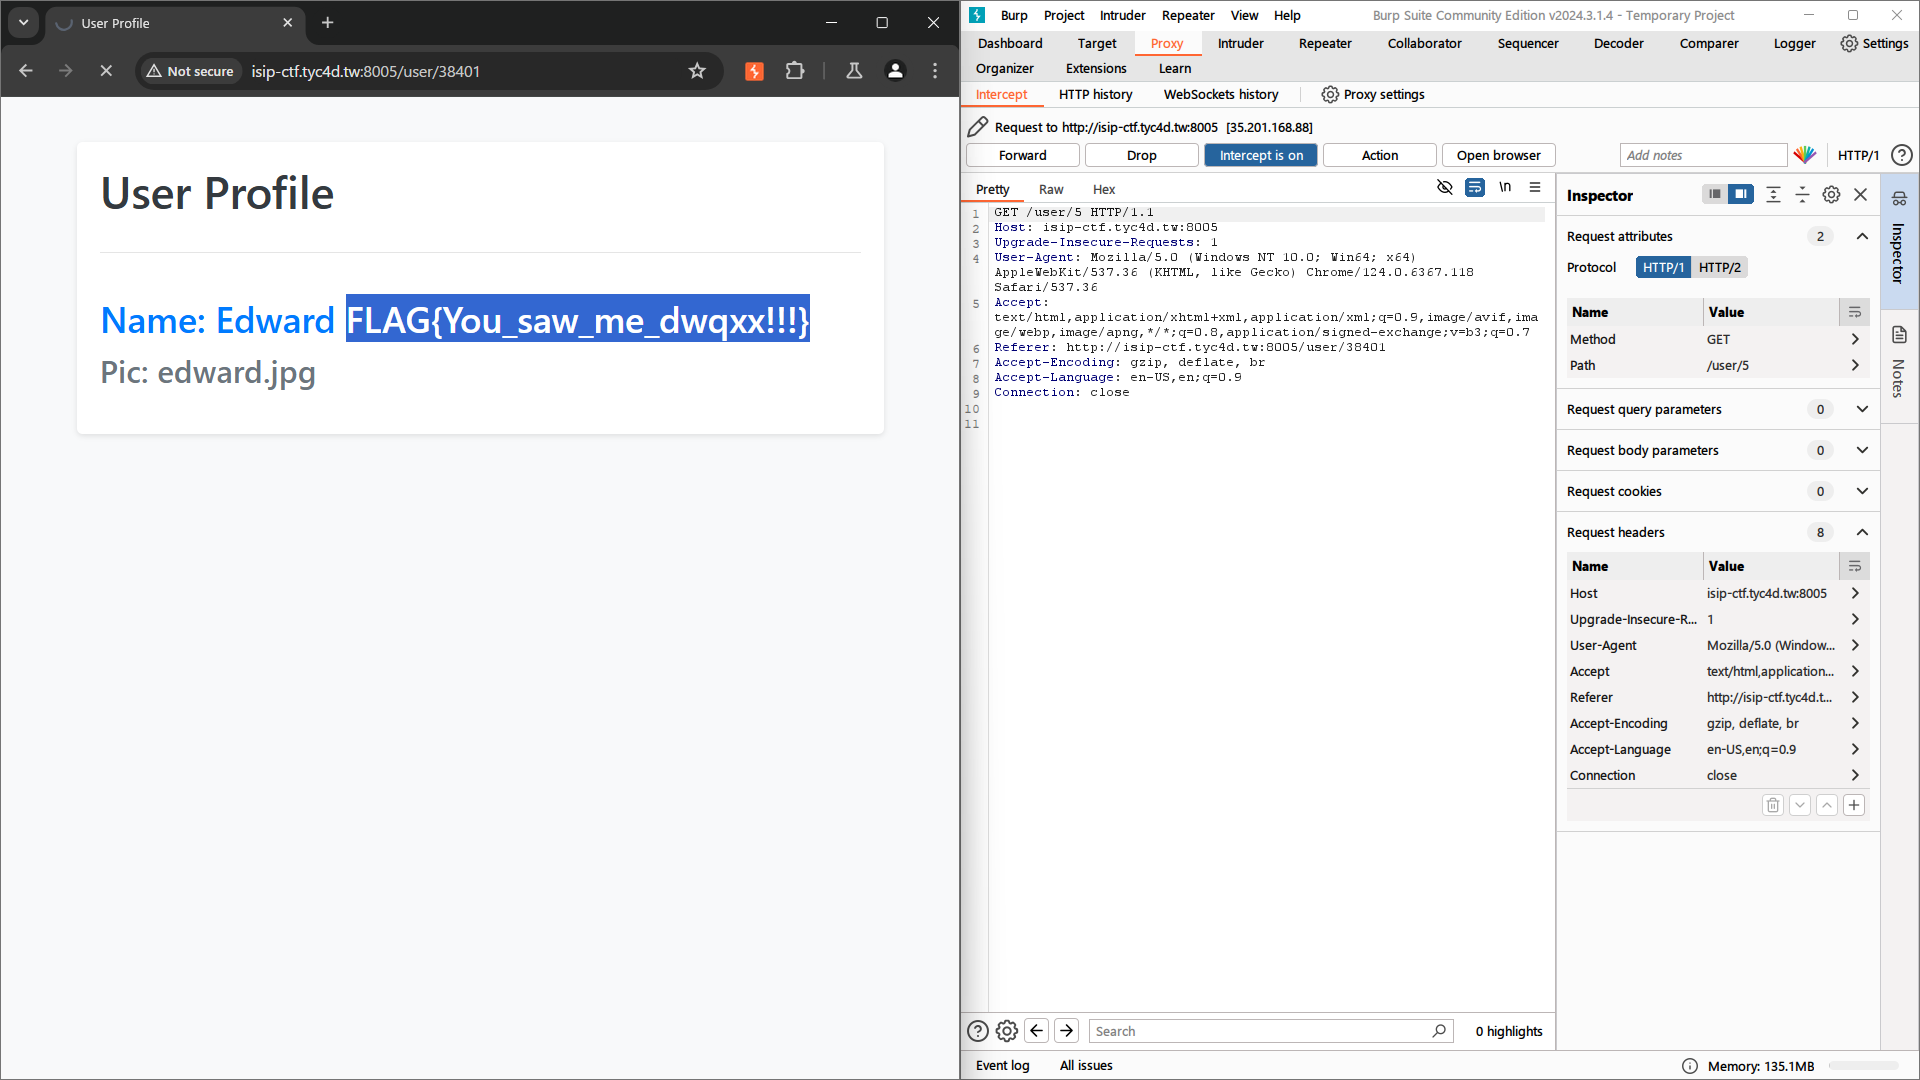 User Profile
Not secure
isip-ctf.tyc4d.tw:8005/user/38401
User Profile
Name: Edward FLAG{You_saw_me_dwqxx!!!}
Pic: edward.jpg
Burp Project Intruder Repeater View Help
Burp Suite Community Edition v2024.3.1.4 - Temporary Project
Dashboard Target Proxy Intruder Repeater Collaborator Sequencer Decoder Comparer Logger Settings
Organizer Extensions Learn
Intercept HTTP history WebSockets history Proxy settings
Request to http://isip-ctf.tyc4d.tw:8005 [35.201.168.88]
Forward Drop Intercept is on Action Open browser Add notes HTTP/1 ?
Pretty Raw Hex \n
1 GET /user/5 HTTP/1.1
2 Host: isip-ctf.tyc4d.tw:8005
3 Upgrade-Insecure-Requests: 1
4 User-Agent: Mozilla/5.0 (Windows NT 10.0; Win64; x64)
AppleWebKit/537.36 (KHTML, like Gecko) Chrome/124.0.6367.118
Safari/537.36
5 Accept:
text/html,application/xhtml+xml,application/xml;q=0.9,image/avif,ima
ge/webp,image/apng,*/*;q=0.8,application/signed-exchange;v=b3;q=0.7
6 Referer: http://isip-ctf.tyc4d.tw:8005/user/38401
7 Accept-Encoding: gzip, deflate, br
8 Accept-Language: en-US,en;q=0.9
9 Connection: close
10
11
Inspector
Request attributes 2
Protocol HTTP/1 HTTP/2
Name Value
Method GET
Path /user/5
Request query parameters 0
Request body parameters 0
Request cookies 0
Request headers 8
Name Value
Host isip-ctf.tyc4d.tw:8005
Upgrade-Insecure-R... 1
User-Agent Mozilla/5.0 (Window...
Accept text/html,application...
Referer http://isip-ctf.tyc4d.t...
Accept-Encoding gzip, deflate, br
Accept-Language en-US,en;q=0.9
Connection close
Inspector
Notes
? Search 0 highlights
Event log All issues
Memory: 135.1MB